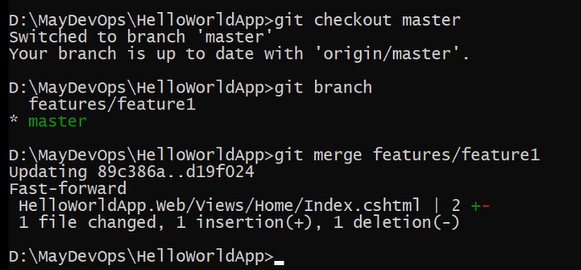 D:\MayDevOps\HelloWorldApp>git checkout master
Switched to branch 'master'
Your branch is up to date with 'origin/master'.
D:\MayDevOps\HelloWorldApp>git branch
  features/feature1
* master
D:\MayDevOps\HelloWorldApp>git merge features/feature1
Updating 89c386a..d19f024
Fast-forward
 HelloWorldApp.Web/Views/Home/Index.cshtml | 2 +-
 1 file changed, 1 insertion(+), 1 deletion(-)
D:\MayDevOps\HelloWorldApp>